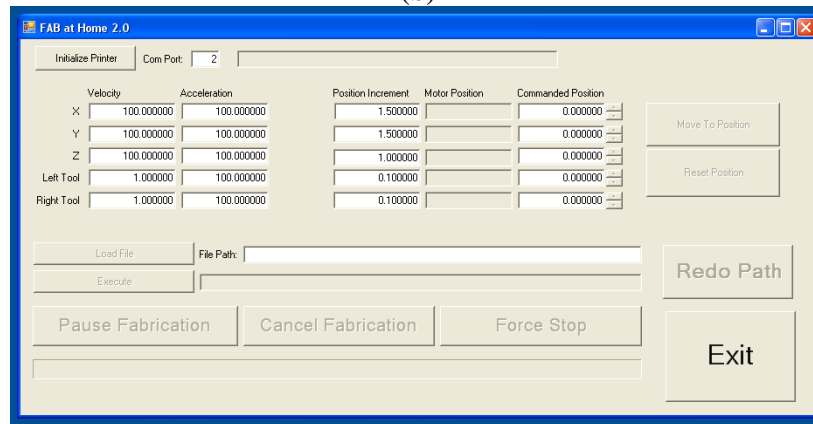 FAB at Home 2.0
Initialize Printer Com Port: 2
Velocity Acceleration Position Increment Motor Position Commanded Position
X 100.000000 100.000000 1.500000 0.000000
Y 100.000000 100.000000 1.500000 0.000000
Move To Position
Z 100.000000 100.000000 1.000000 0.000000
Left Tool 1.000000 100.000000 0.100000 0.000000
Reset Position
Right Tool 1.000000 100.000000 0.100000 0.000000
Load File File Path:
Execute
Redo Path
Pause Fabrication Cancel Fabrication Force Stop
Exit